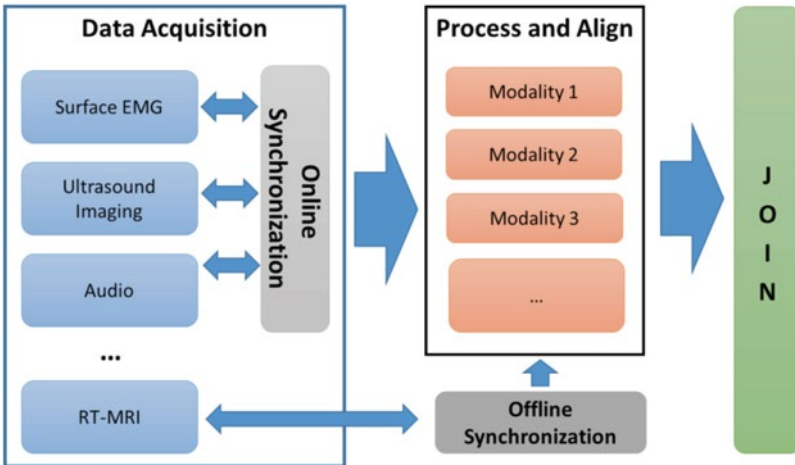 Data Acquisition
Surface EMG
Ultrasound
Imaging
Audio
...
RT-MRI
Online
Synchronization
Process and Align
Modality 1
Modality 2
Modality 3
...
Offline
Synchronization
J
O
I
N